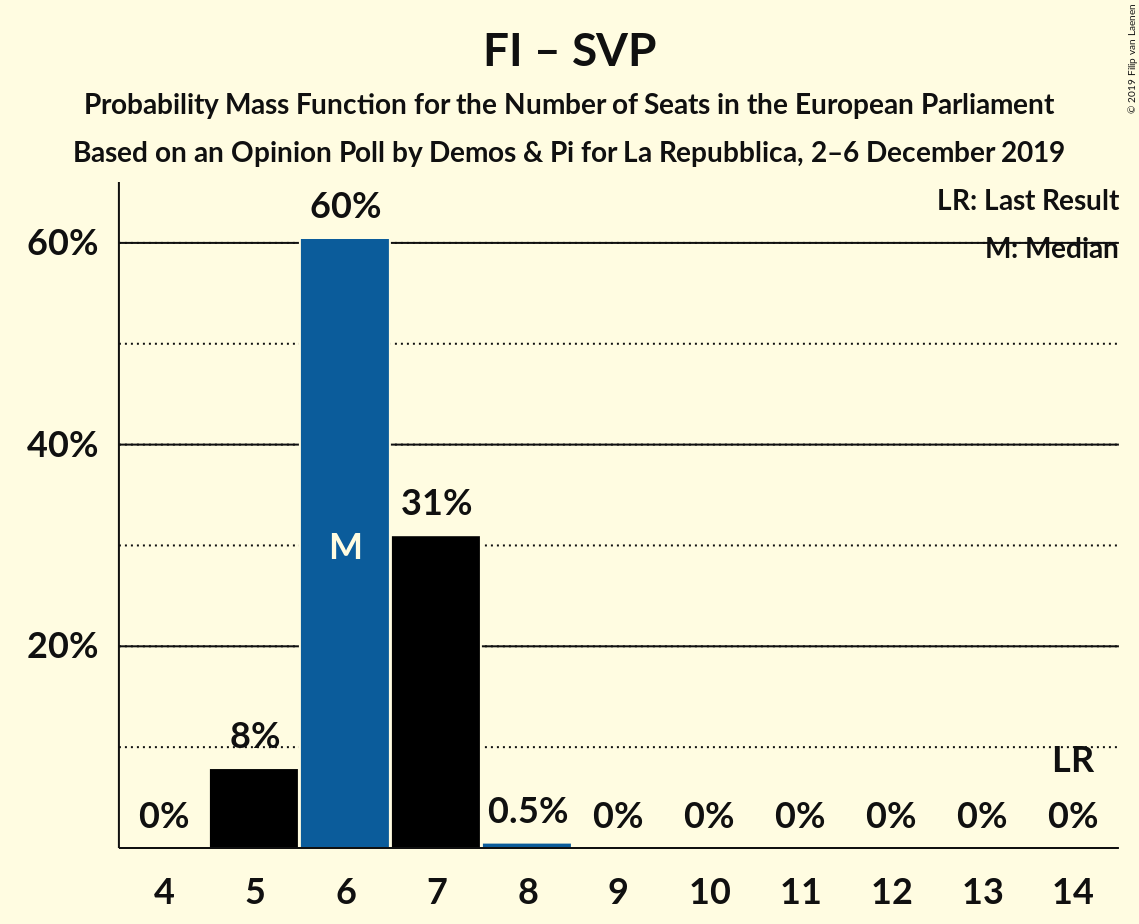 FI – SVP
Probability Mass Function for the Number of Seats in the European Parliament
Based on an Opinion Poll by Demos & Pi for La Repubblica, 2–6 December 2019
© 2019 Filip van Laenen
LR: Last Result
M: Median
60%
40%
20%
0%
8%
60%
M
31%
0.5%
0%
0%
0%
0%
0%
LR
0%
4 5 6 7 8 9 10 11 12 13 14